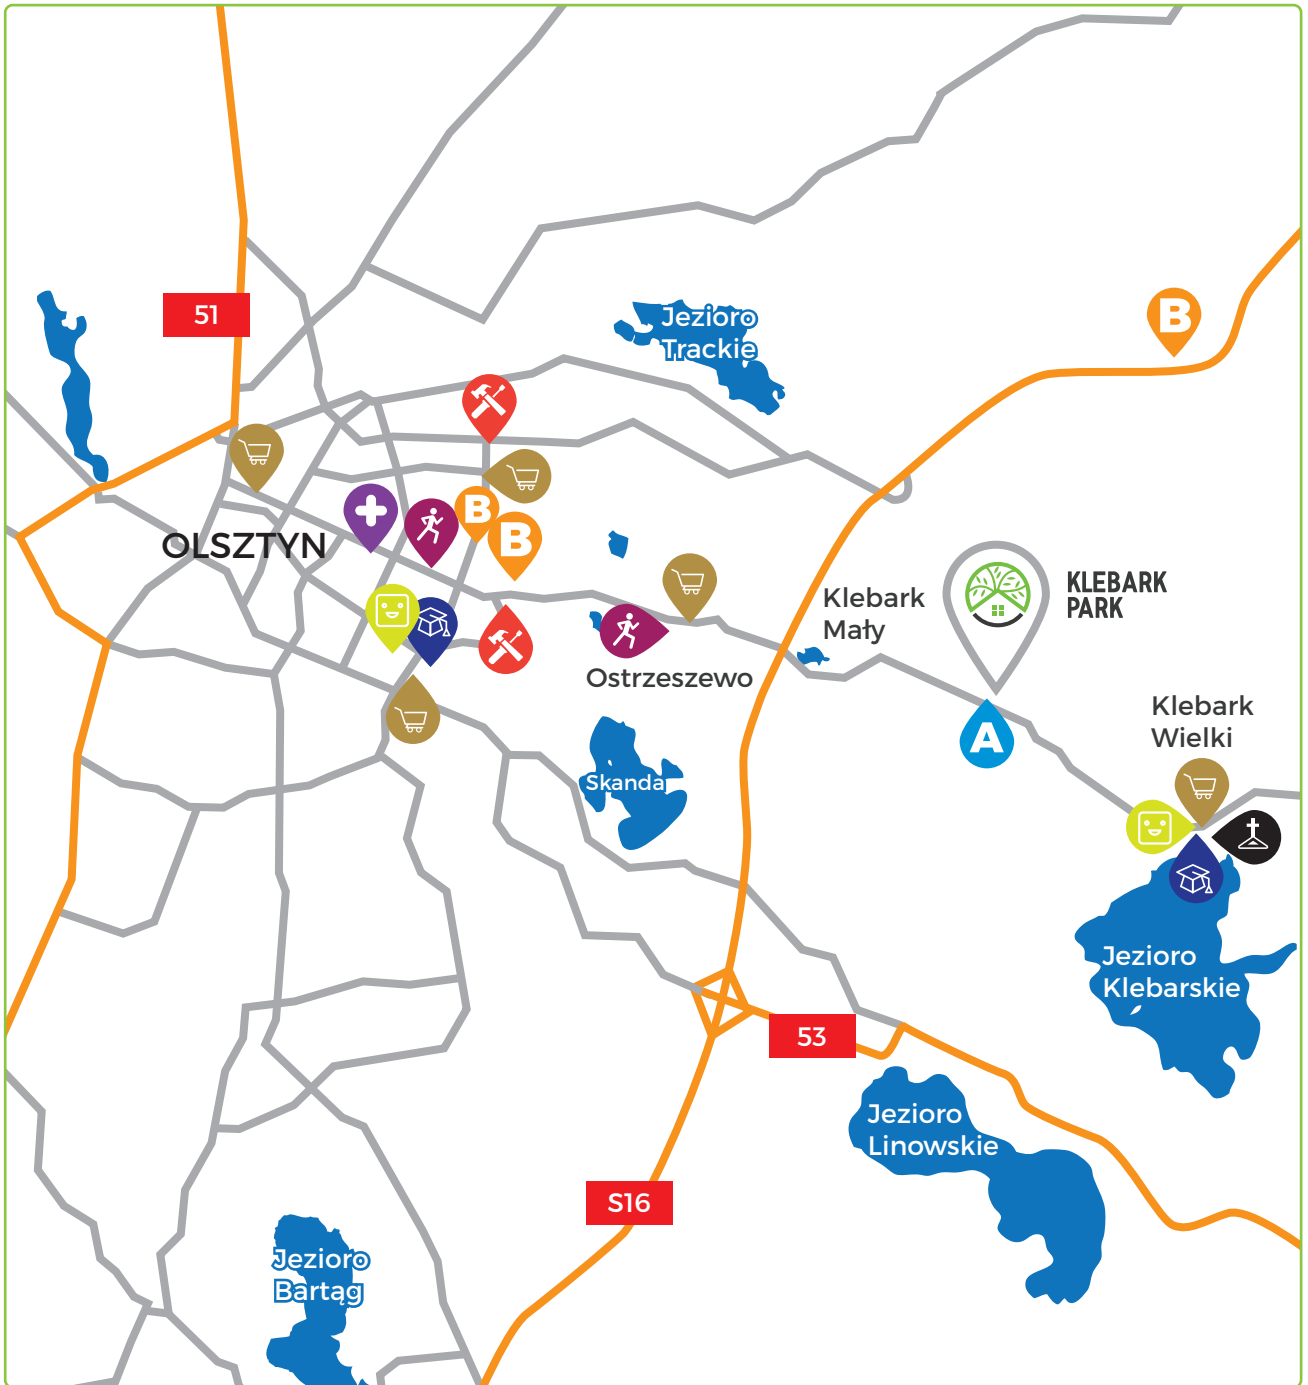 51
Jezioro
Trackie
B
B
B
OLSZTYN
Klebark
Mały
KLEBARK
PARK
Ostrzeszewo
Klebark
Wielki
A
Skanda
Jezioro
Klebarskie
53
Jezioro
Linowskie
S16
Jezioro
Bartąg